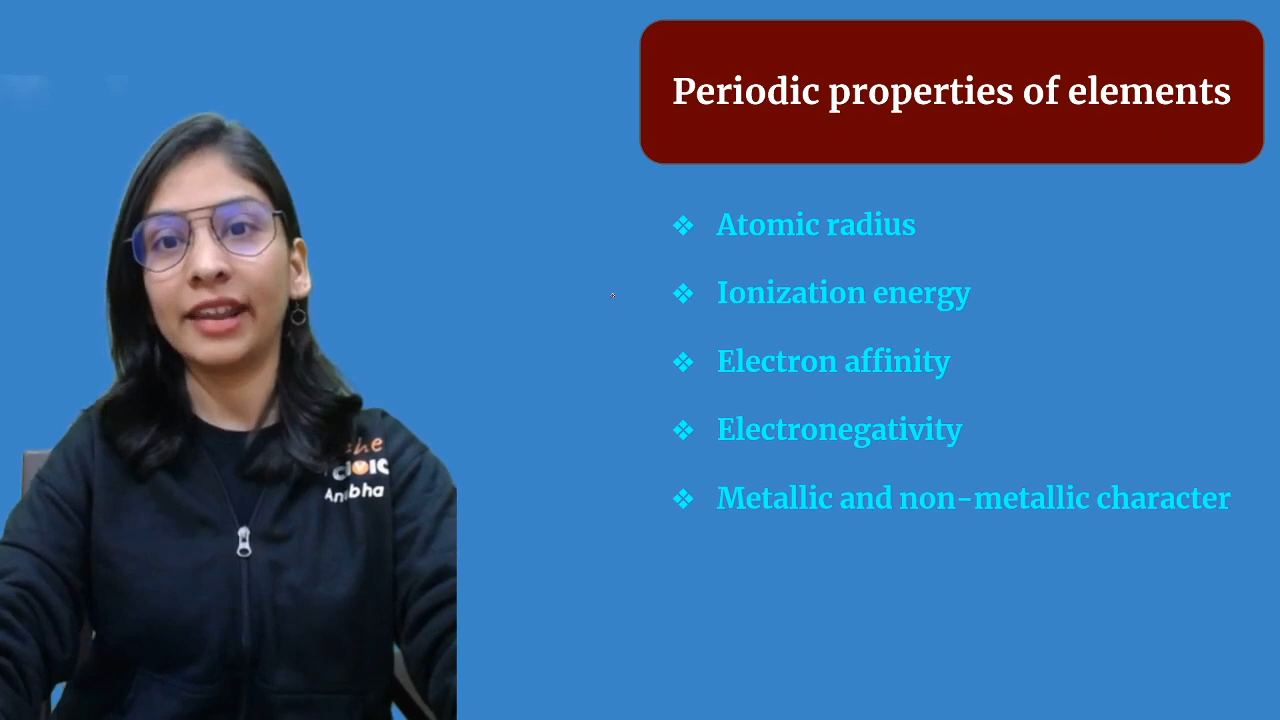 Periodic properties of elements
❖ Atomic radius
❖ Ionization energy
❖ Electron affinity
❖ Electronegativity
❖ Metallic and non-metallic character